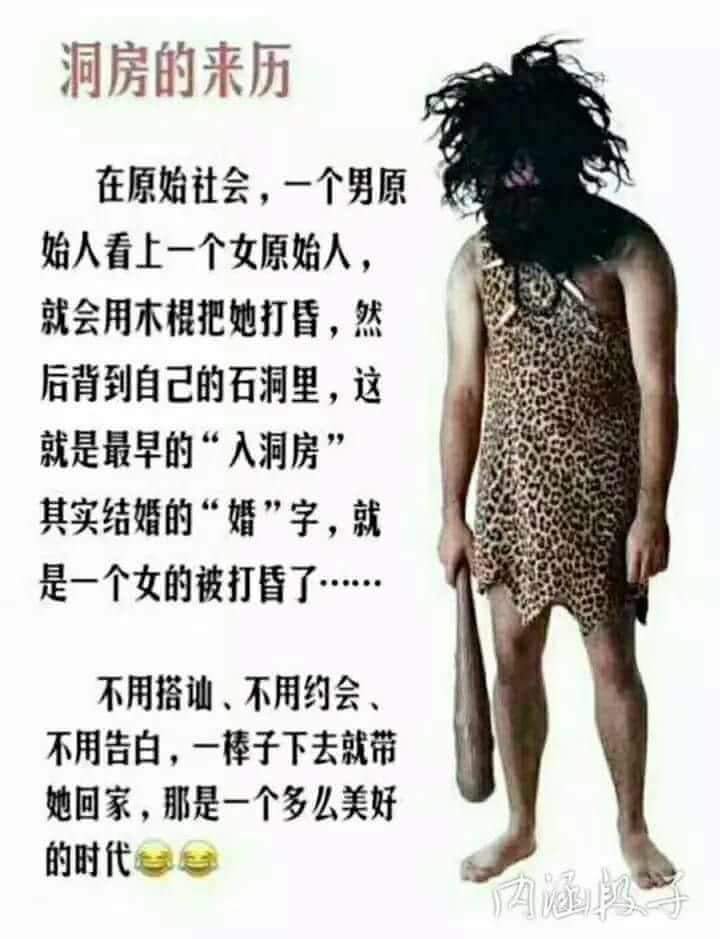 洞房的来历
在原始社会，一个男原
始人看上一个女原始人，
就会用木棍把她打昏，然
后背到自己的石洞里，这
就是最早的“入洞房”
其实结婚的“婚”字，就
是一个女的被打昏了……
不用搭讪、不用约会、
不用告白，一棒子下去就带
她回家，那是一个多么美好
的时代😂😂
内涵段子